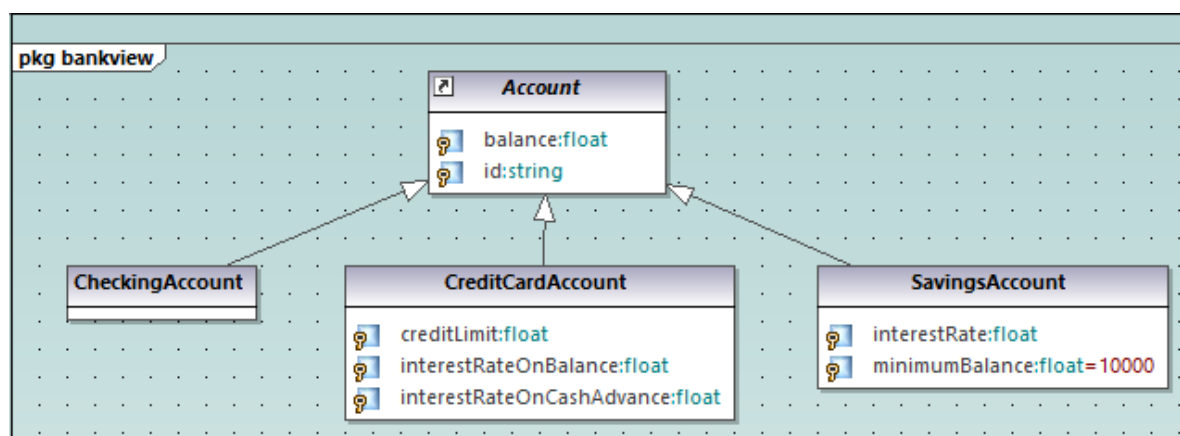 pkg bankview
Account
balance:float
id:string
CheckingAccount
CreditCardAccount
creditLimit:float
interestRateOnBalance:float
interestRateOnCashAdvance:float
SavingsAccount
interestRate:float
minimumBalance:float=10000